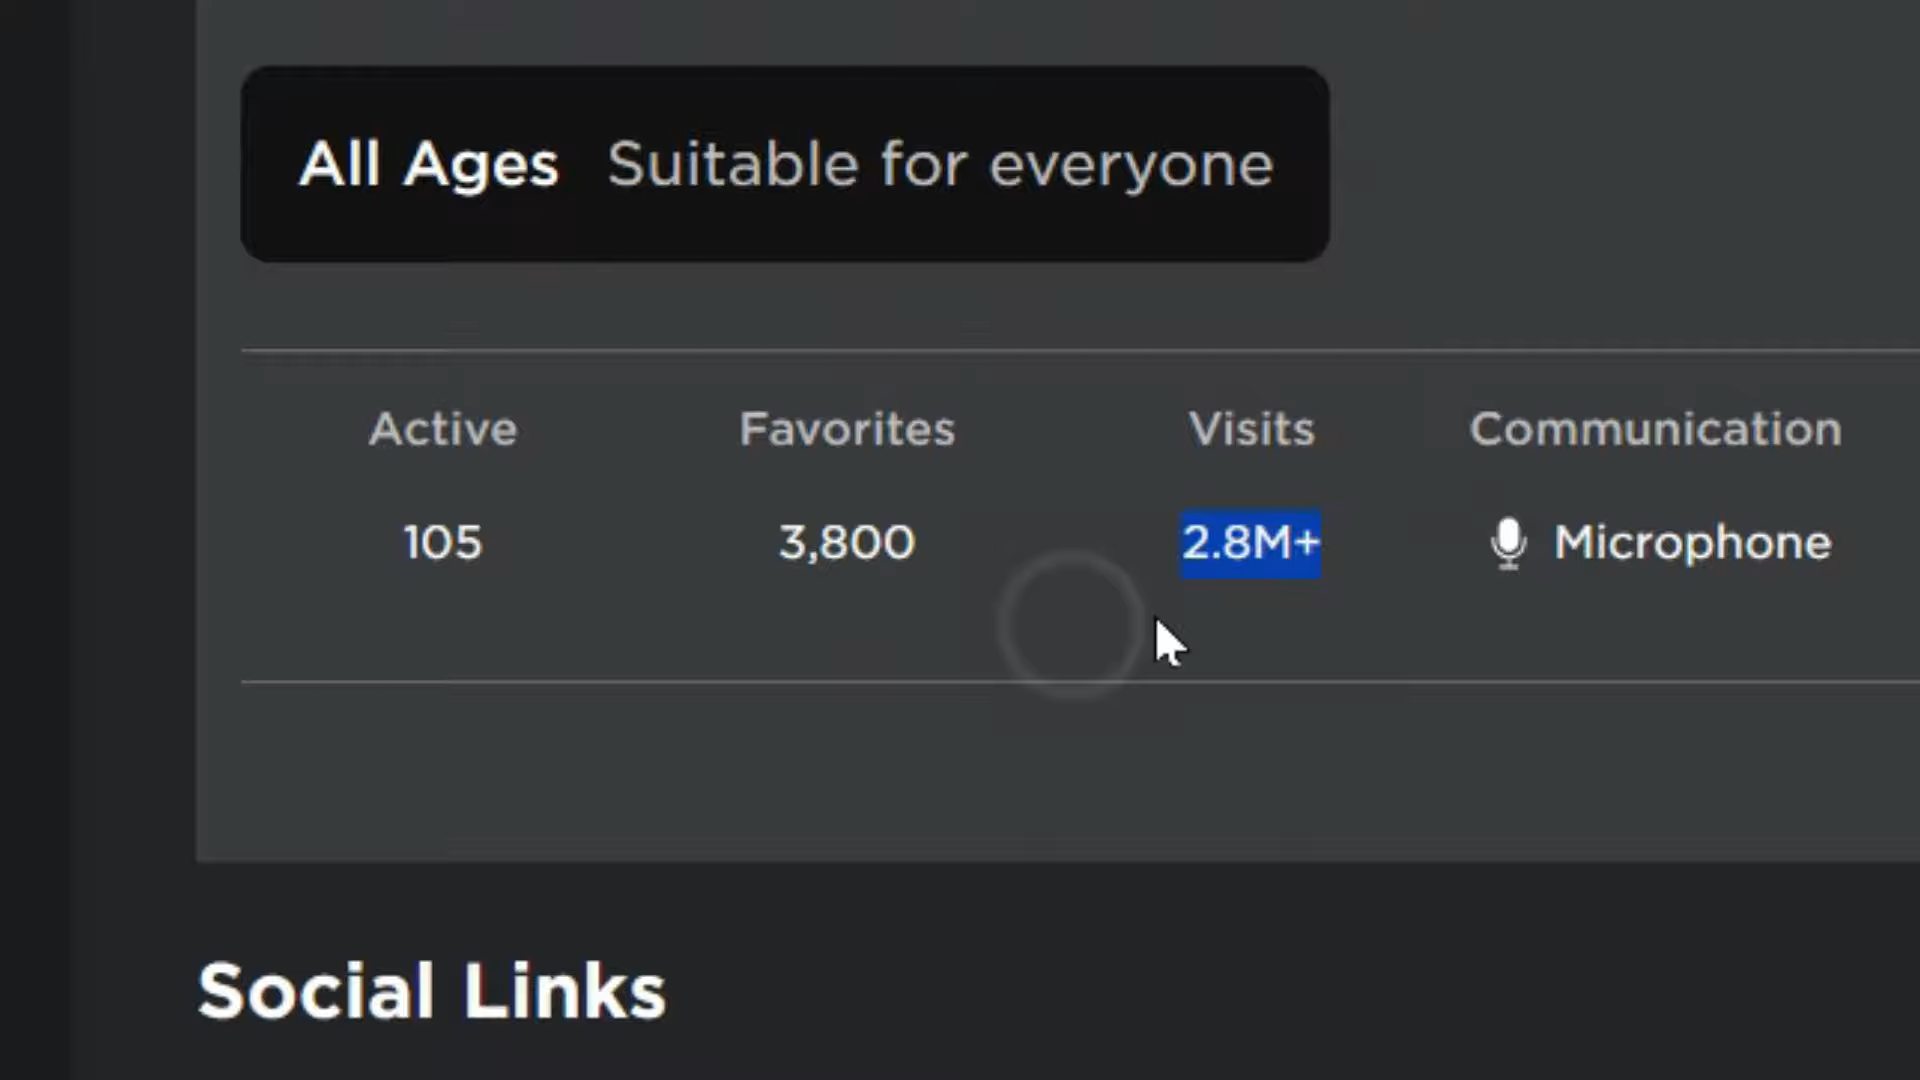 All Ages Suitable for everyone
Active Favorites Visits Communication
105 3,800 2.8M+ Microphone
Social Links